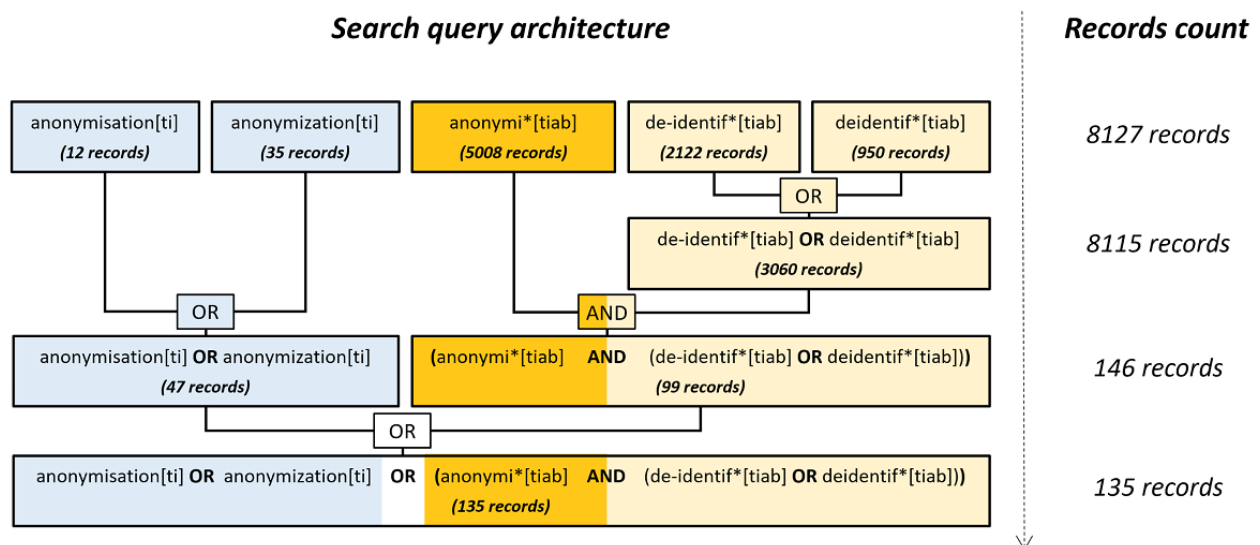 Search query architecture
Records count
anonymisation[ti]
(12 records)
anonymization[ti]
(35 records)
anonymi*[tiab]
(5008 records)
de-identif*[tiab]
(2122 records)
deidentif*[tiab]
(950 records)
8127 records
OR
de-identif*[tiab] OR deidentif*[tiab]
(3060 records)
8115 records
OR
AND
anonymisation[ti] OR anonymization[ti]
(47 records)
(anonymi*[tiab] AND (de-identif*[tiab] OR deidentif*[tiab]))
(99 records)
146 records
OR
anonymisation[ti] OR anonymization[ti] OR (anonymi*[tiab] AND (de-identif*[tiab] OR deidentif*[tiab]))
(135 records)
135 records